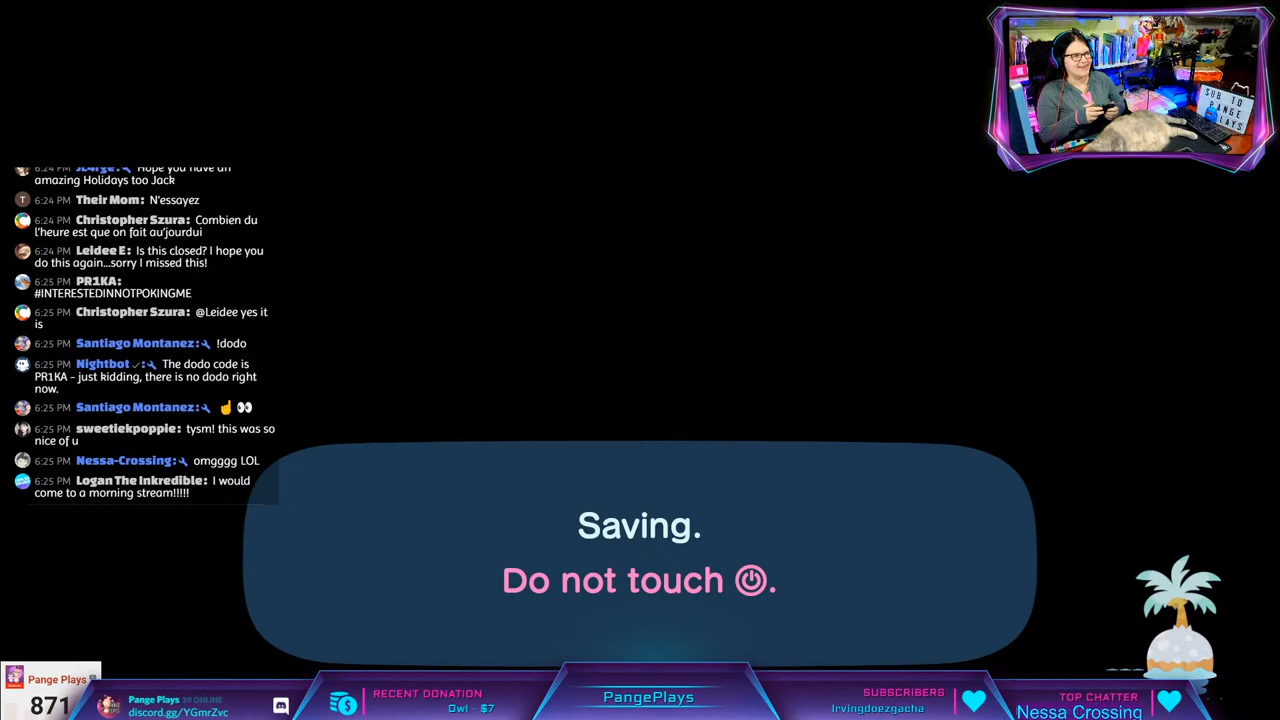 SUB TO
PANGE
PLAYS
6:24 PM Hope you have an
amazing Holidays too Jack
6:24 PM Their Mom: N'essayez
6:24 PM Christopher Szura: Combien du
l'heure est que on fait au'jourdui
6:24 PM Leidee E: Is this closed? I hope you
do this again...sorry I missed this!
6:25 PM PR1KA:
#INTERESTEDINNOTPOKINGME
6:25 PM Christopher Szura: @Leidee yes it
is
6:25 PM Santiago Montanez: !dodo
6:25 PM Nightbot: The dodo code is
PR1KA - just kidding, there is no dodo right
now.
6:25 PM Santiago Montanez: ☝️ 👀
6:25 PM sweetiekpoppie: tysm! this was so
nice of u
6:25 PM Nessa-Crossing: omgggg LOL
6:25 PM Logan The Inkredible: I would
come to a morning stream!!!!!
Saving.
Do not touch ⏻.
Pange Plays
871
Pange Plays 39 ONLINE
discord.gg/YGmrZvc
RECENT DONATION
Owl - $7
PangePlays
SUBSCRIBERS
Irvingdoezgacha
TOP CHATTER
Nessa Crossing